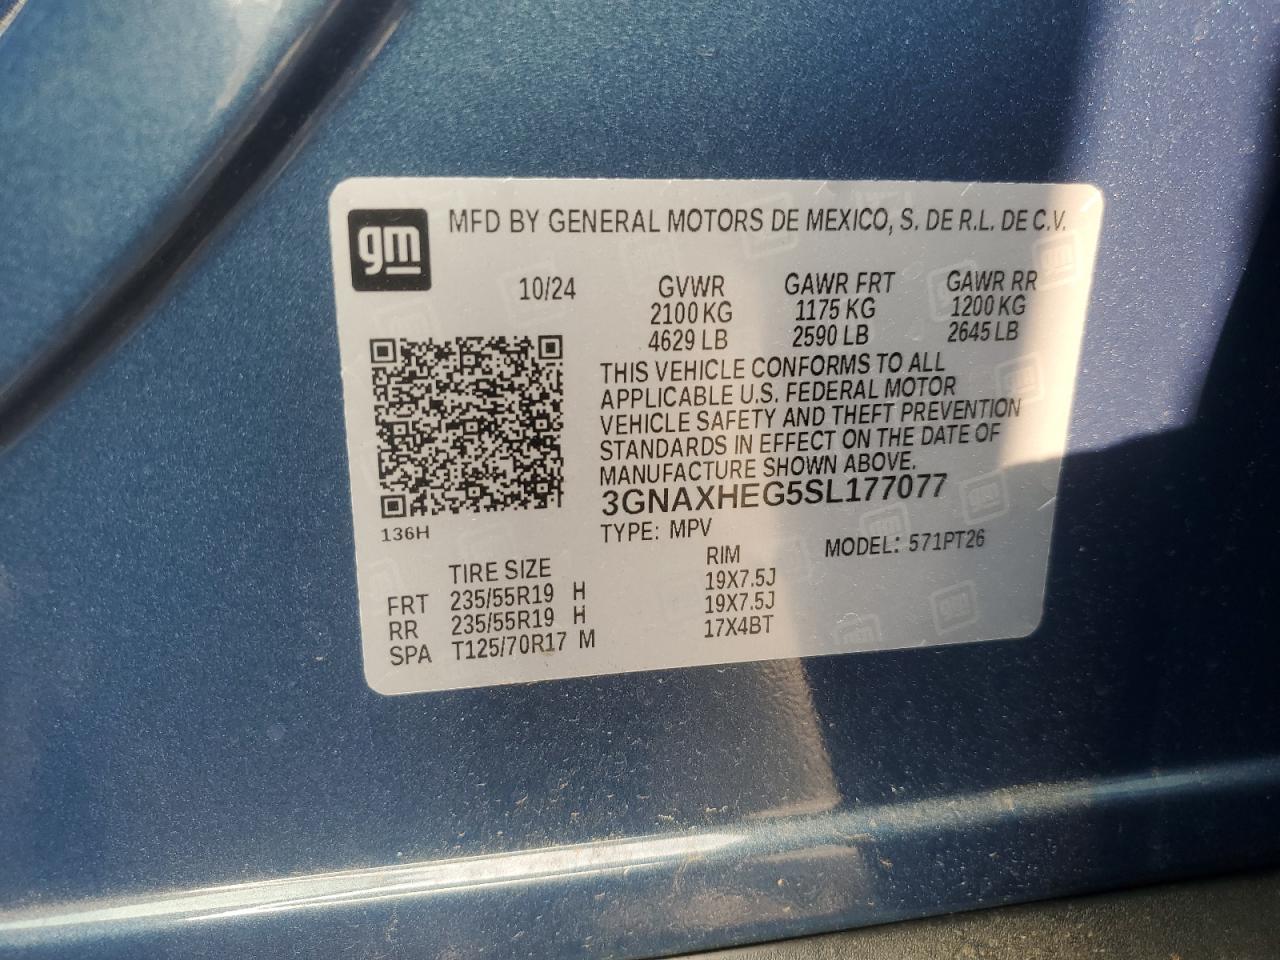 gm
MFD BY GENERAL MOTORS DE MEXICO, S. DE R.L. DE C.V.
10/24 GVWR GAWR FRT GAWR RR
2100 KG 1175 KG 1200 KG
4629 LB 2590 LB 2645 LB
THIS VEHICLE CONFORMS TO ALL
APPLICABLE U.S. FEDERAL MOTOR
VEHICLE SAFETY AND THEFT PREVENTION
STANDARDS IN EFFECT ON THE DATE OF
MANUFACTURE SHOWN ABOVE.
3GNAXHEG5SL177077
136H
TYPE: MPV MODEL: 571PT26
TIRE SIZE RIM
FRT 235/55R19 H 19X7.5J
RR 235/55R19 H 19X7.5J
SPA T125/70R17 M 17X4BT